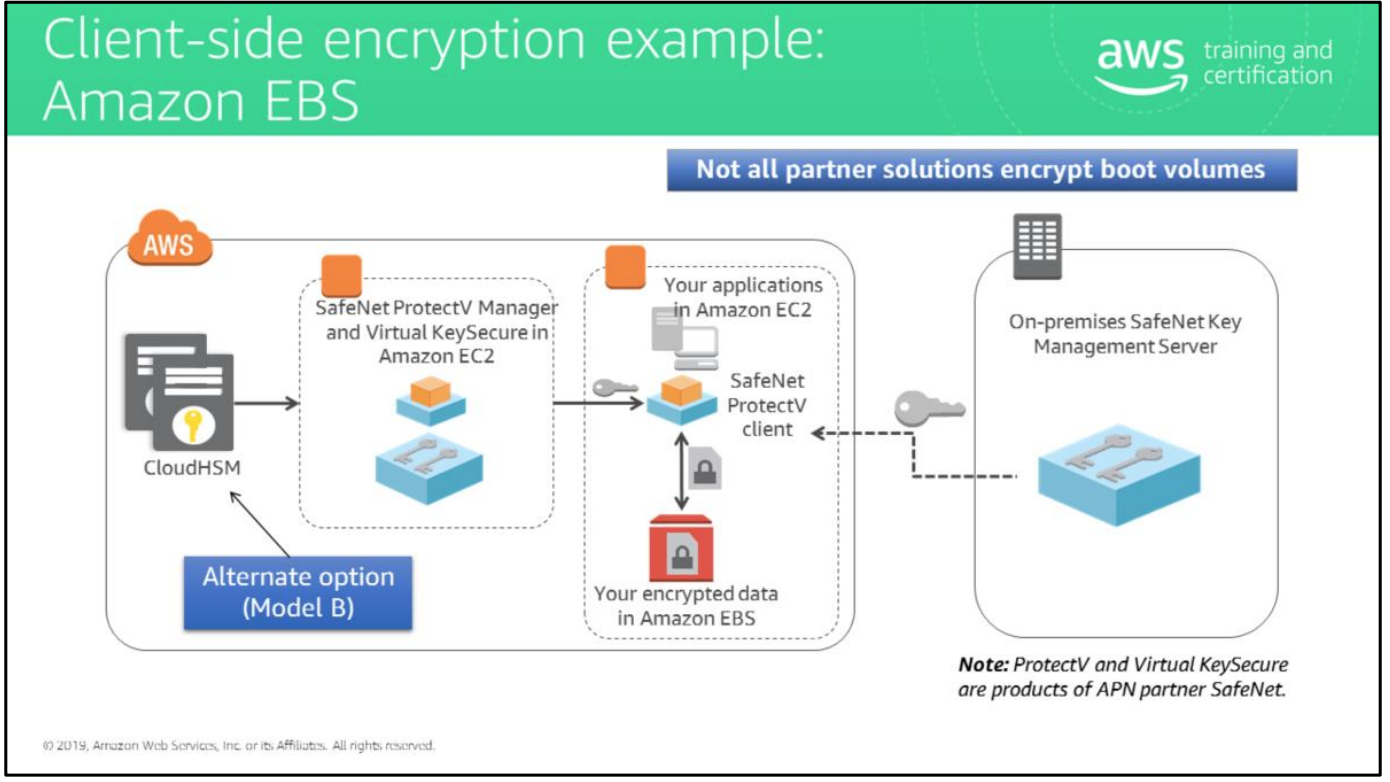 Client-side encryption example:
Amazon EBS
aws training and
certification
Not all partner solutions encrypt boot volumes
AWS
SafeNet ProtectV Manager
and Virtual KeySecure in
Amazon EC2
Your applications
in Amazon EC2
SafeNet
ProtectV
client
On-premises SafeNet Key
Management Server
CloudHSM
Alternate option
(Model B)
Your encrypted data
in Amazon EBS
Note: ProtectV and Virtual KeySecure
are products of APN partner SafeNet.
© 2019, Amazon Web Services, Inc. or its Affiliates. All rights reserved.